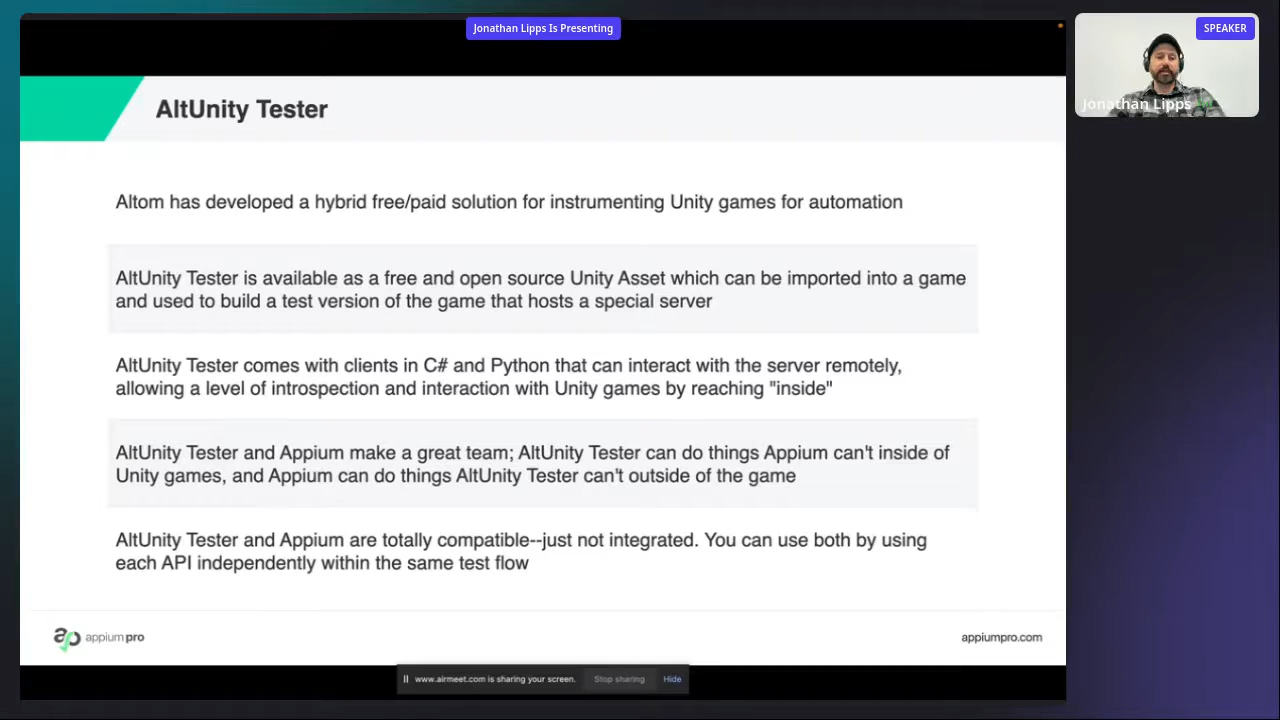 Jonathan Lipps Is Presenting
SPEAKER
Jonathan Lipps
AltUnity Tester
Altom has developed a hybrid free/paid solution for instrumenting Unity games for automation
AltUnity Tester is available as a free and open source Unity Asset which can be imported into a game
and used to build a test version of the game that hosts a special server
AltUnity Tester comes with clients in C# and Python that can interact with the server remotely,
allowing a level of introspection and interaction with Unity games by reaching "inside"
AltUnity Tester and Appium make a great team; AltUnity Tester can do things Appium can't inside of
Unity games, and Appium can do things AltUnity Tester can't outside of the game
AltUnity Tester and Appium are totally compatible--just not integrated. You can use both by using
each API independently within the same test flow
appium pro
appiumpro.com
www.airmeet.com is sharing your screen.
Stop sharing
Hide